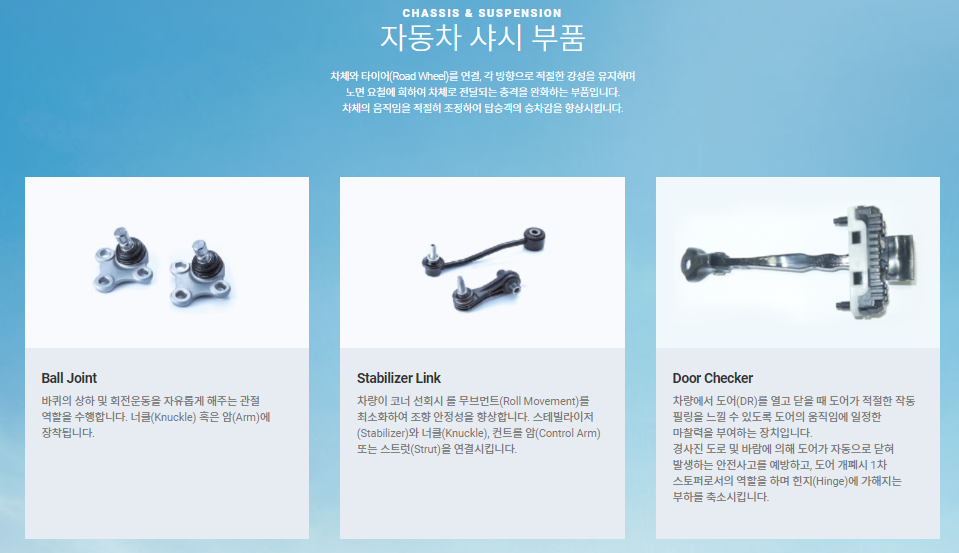 CHASSIS & SUSPENSION
자동차 샤시 부품
차체와 타이어(Road Wheel)를 연결, 각 방향으로 적절한 강성을 유지하며
노면 요철에 희하여 차체로 전달되는 충격을 완화하는 부품입니다.
차체의 움직임을 적절히 조정하여 탑승객의 승차감을 향상시킵니다.
Ball Joint
바퀴의 상하 및 회전운동을 자유롭게 해주는 관절
역할을 수행합니다. 너클(Knuckle) 혹은 암(Arm)에
장착됩니다.
Stabilizer Link
차량이 코너 선회시 롤 무브먼트(Roll Movement)를
최소화하여 조향 안정성을 향상합니다. 스테빌라이저
(Stabilizer)와 너클(Knuckle), 컨트롤 암(Control Arm)
또는 스트럿(Strut)을 연결시킵니다.
Door Checker
차량에서 도어(DR)를 열고 닫을 때 도어가 적절한 작동
필링을 느낄 수 있도록 도어의 움직임에 일정한
마찰력을 부여하는 장치입니다.
경사진 도로 및 바람에 의해 도어가 자동으로 닫혀
발생하는 안전사고를 예방하고, 도어 개폐시 1차
스토퍼로서의 역할을 하며 힌지(Hinge)에 가해지는
부하를 축소시킵니다.